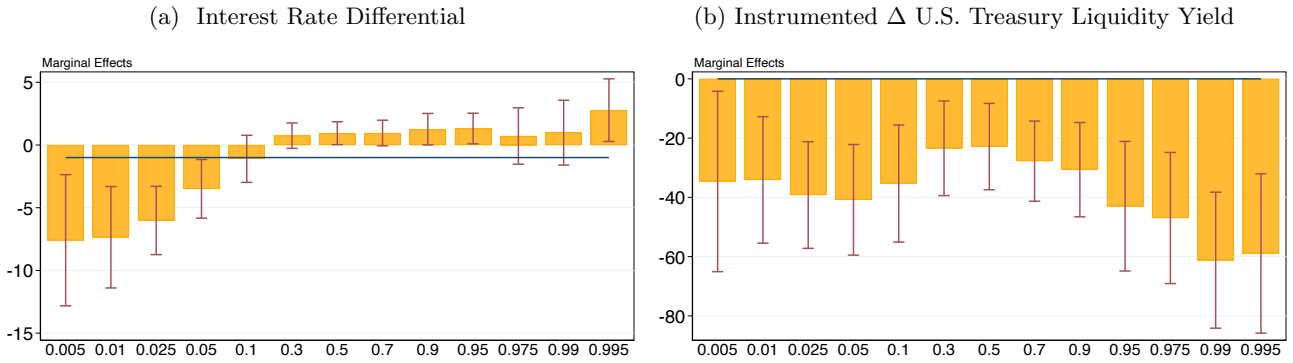 (a) Interest Rate Differential
Marginal Effects
5
0
-5
-10
-15
0.005 0.01 0.025 0.05 0.1 0.3 0.5 0.7 0.9 0.95 0.975 0.99 0.995
(b) Instrumented Δ U.S. Treasury Liquidity Yield
Marginal Effects
0
-20
-40
-60
-80
0.005 0.01 0.025 0.05 0.1 0.3 0.5 0.7 0.9 0.95 0.975 0.99 0.995